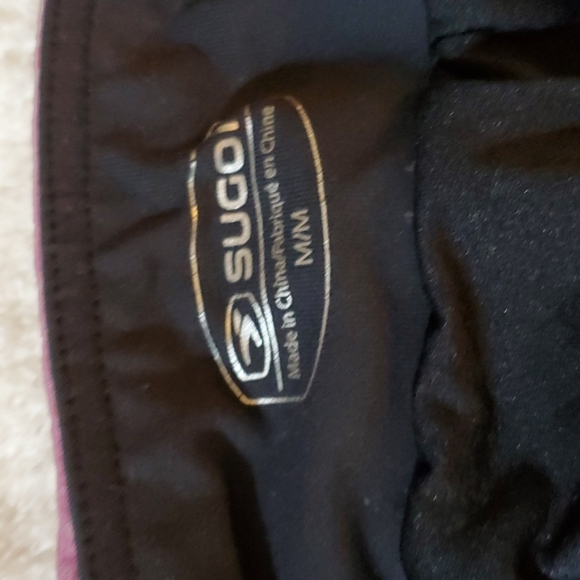 SUGOI
Made in China/Fabriqué en Chine
M/M